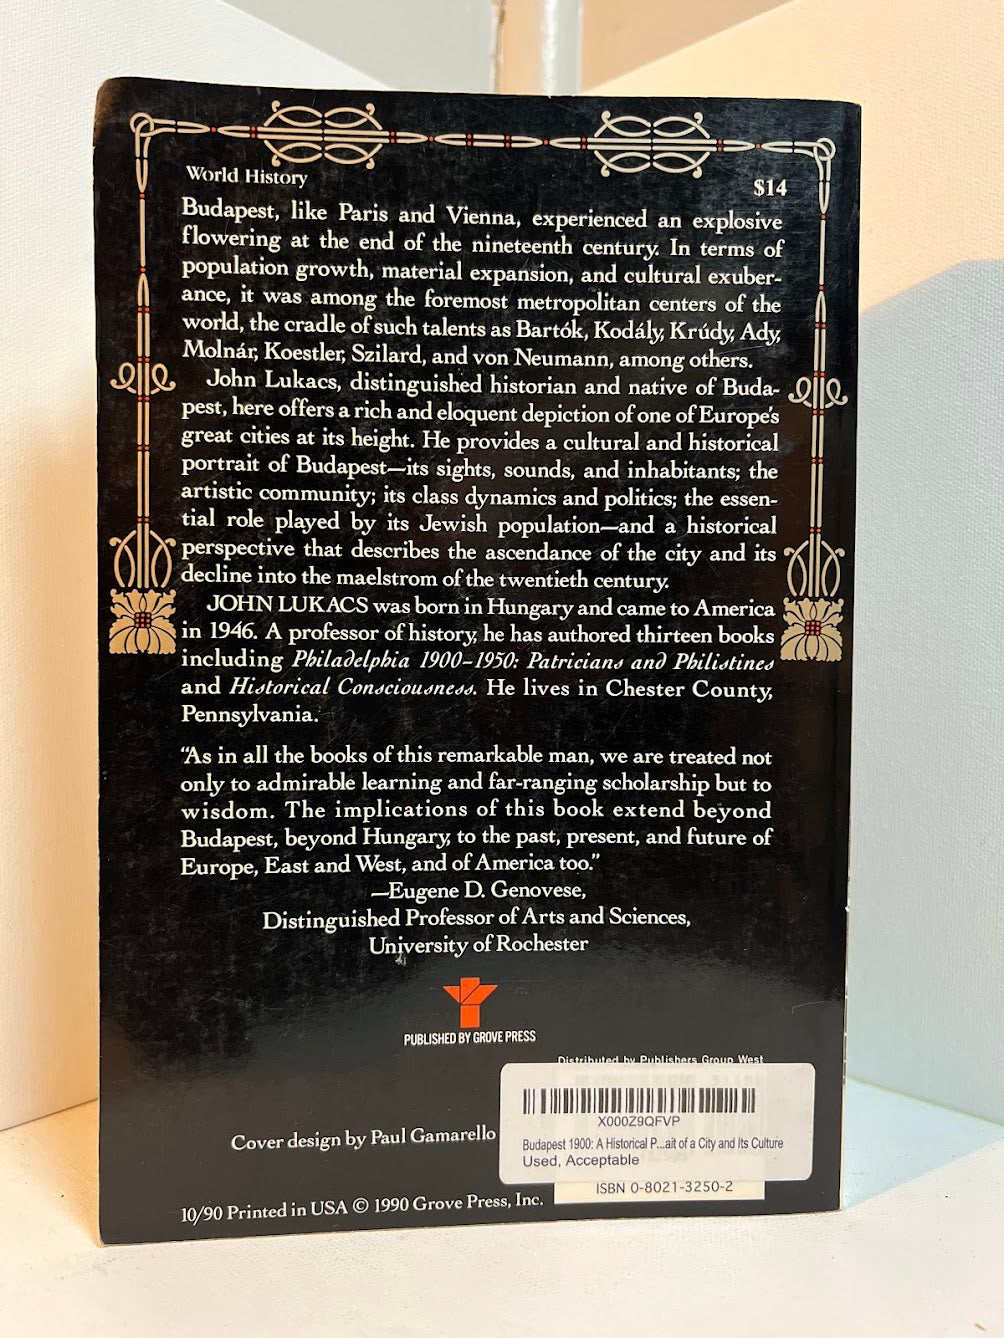 World History
$14
Budapest, like Paris and Vienna, experienced an explosive
flowering at the end of the nineteenth century. In terms of
population growth, material expansion, and cultural exuber-
ance, it was among the foremost metropolitan centers of the
world, the cradle of such talents as Bartók, Kodály, Krúdy, Ady,
Molnár, Koestler, Szilard, and von Neumann, among others.
John Lukacs, distinguished historian and native of Buda-
pest, here offers a rich and eloquent depiction of one of Europe's
great cities at its height. He provides a cultural and historical
portrait of Budapest—its sights, sounds, and inhabitants; the
artistic community; its class dynamics and politics; the essen-
tial role played by its Jewish population—and a historical
perspective that describes the ascendance of the city and its
decline into the maelstrom of the twentieth century.
JOHN LUKACS was born in Hungary and came to America
in 1946. A professor of history, he has authored thirteen books
including Philadelphia 1900–1950: Patricians and Philistines
and Historical Consciousness. He lives in Chester County,
Pennsylvania.
“As in all the books of this remarkable man, we are treated not
only to admirable learning and far-ranging scholarship but to
wisdom. The implications of this book extend beyond
Budapest, beyond Hungary, to the past, present, and future of
Europe, East and West, and of America too.”
—Eugene D. Genovese,
Distinguished Professor of Arts and Sciences,
University of Rochester
PUBLISHED BY GROVE PRESS
Distributed by Publishers Group West
X000Z9QFVP
Budapest 1900: A Historical P...ait of a City and Its Culture
Used, Acceptable
Cover design by Paul Gamarello
ISBN 0-8021-3250-2
10/90 Printed in USA © 1990 Grove Press, Inc.